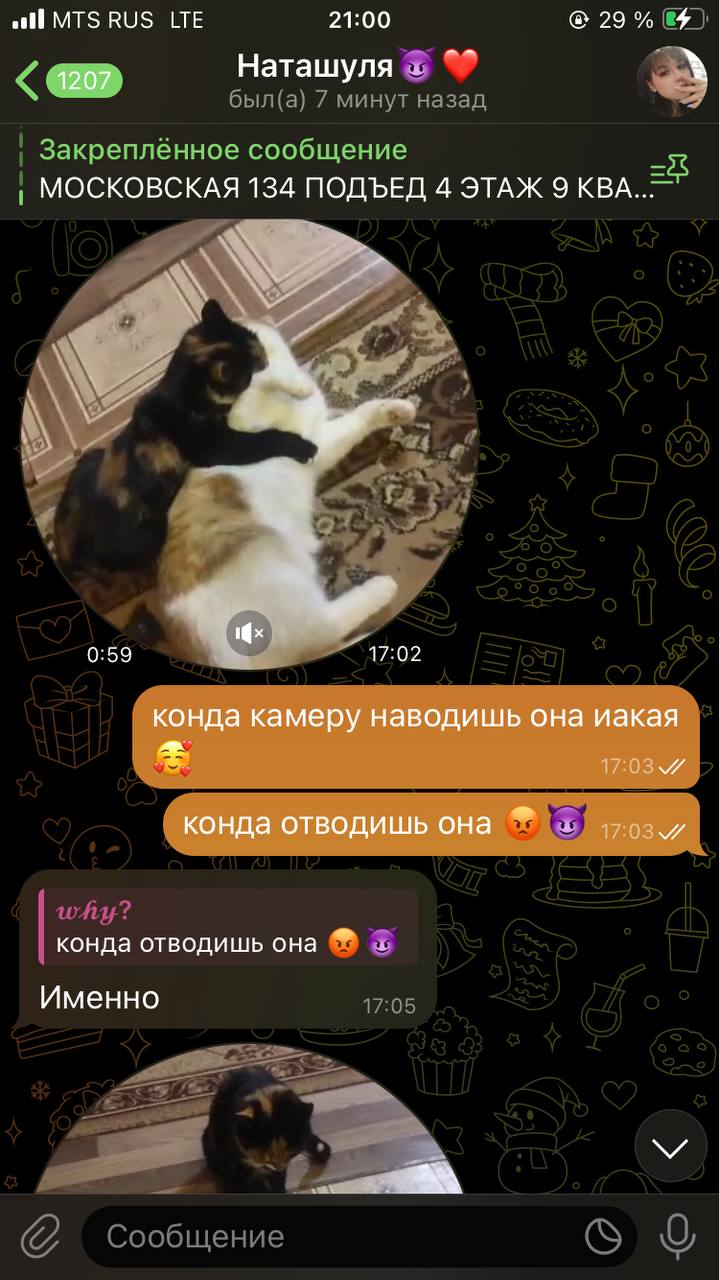 MTS RUS LTE 21:00 29 %
1207 Наташуля😈❤️
был(а) 7 минут назад
Закреплённое сообщение
МОСКОВСКАЯ 134 ПОДЪЕД 4 ЭТАЖ 9 КВА...
0:59 17:02
конда камеру наводишь она иакая
🥰 17:03
конда отводишь она 😡😈 17:03
𝔀𝓱𝔂?
конда отводишь она 😡😈
Именно 17:05
Сообщение